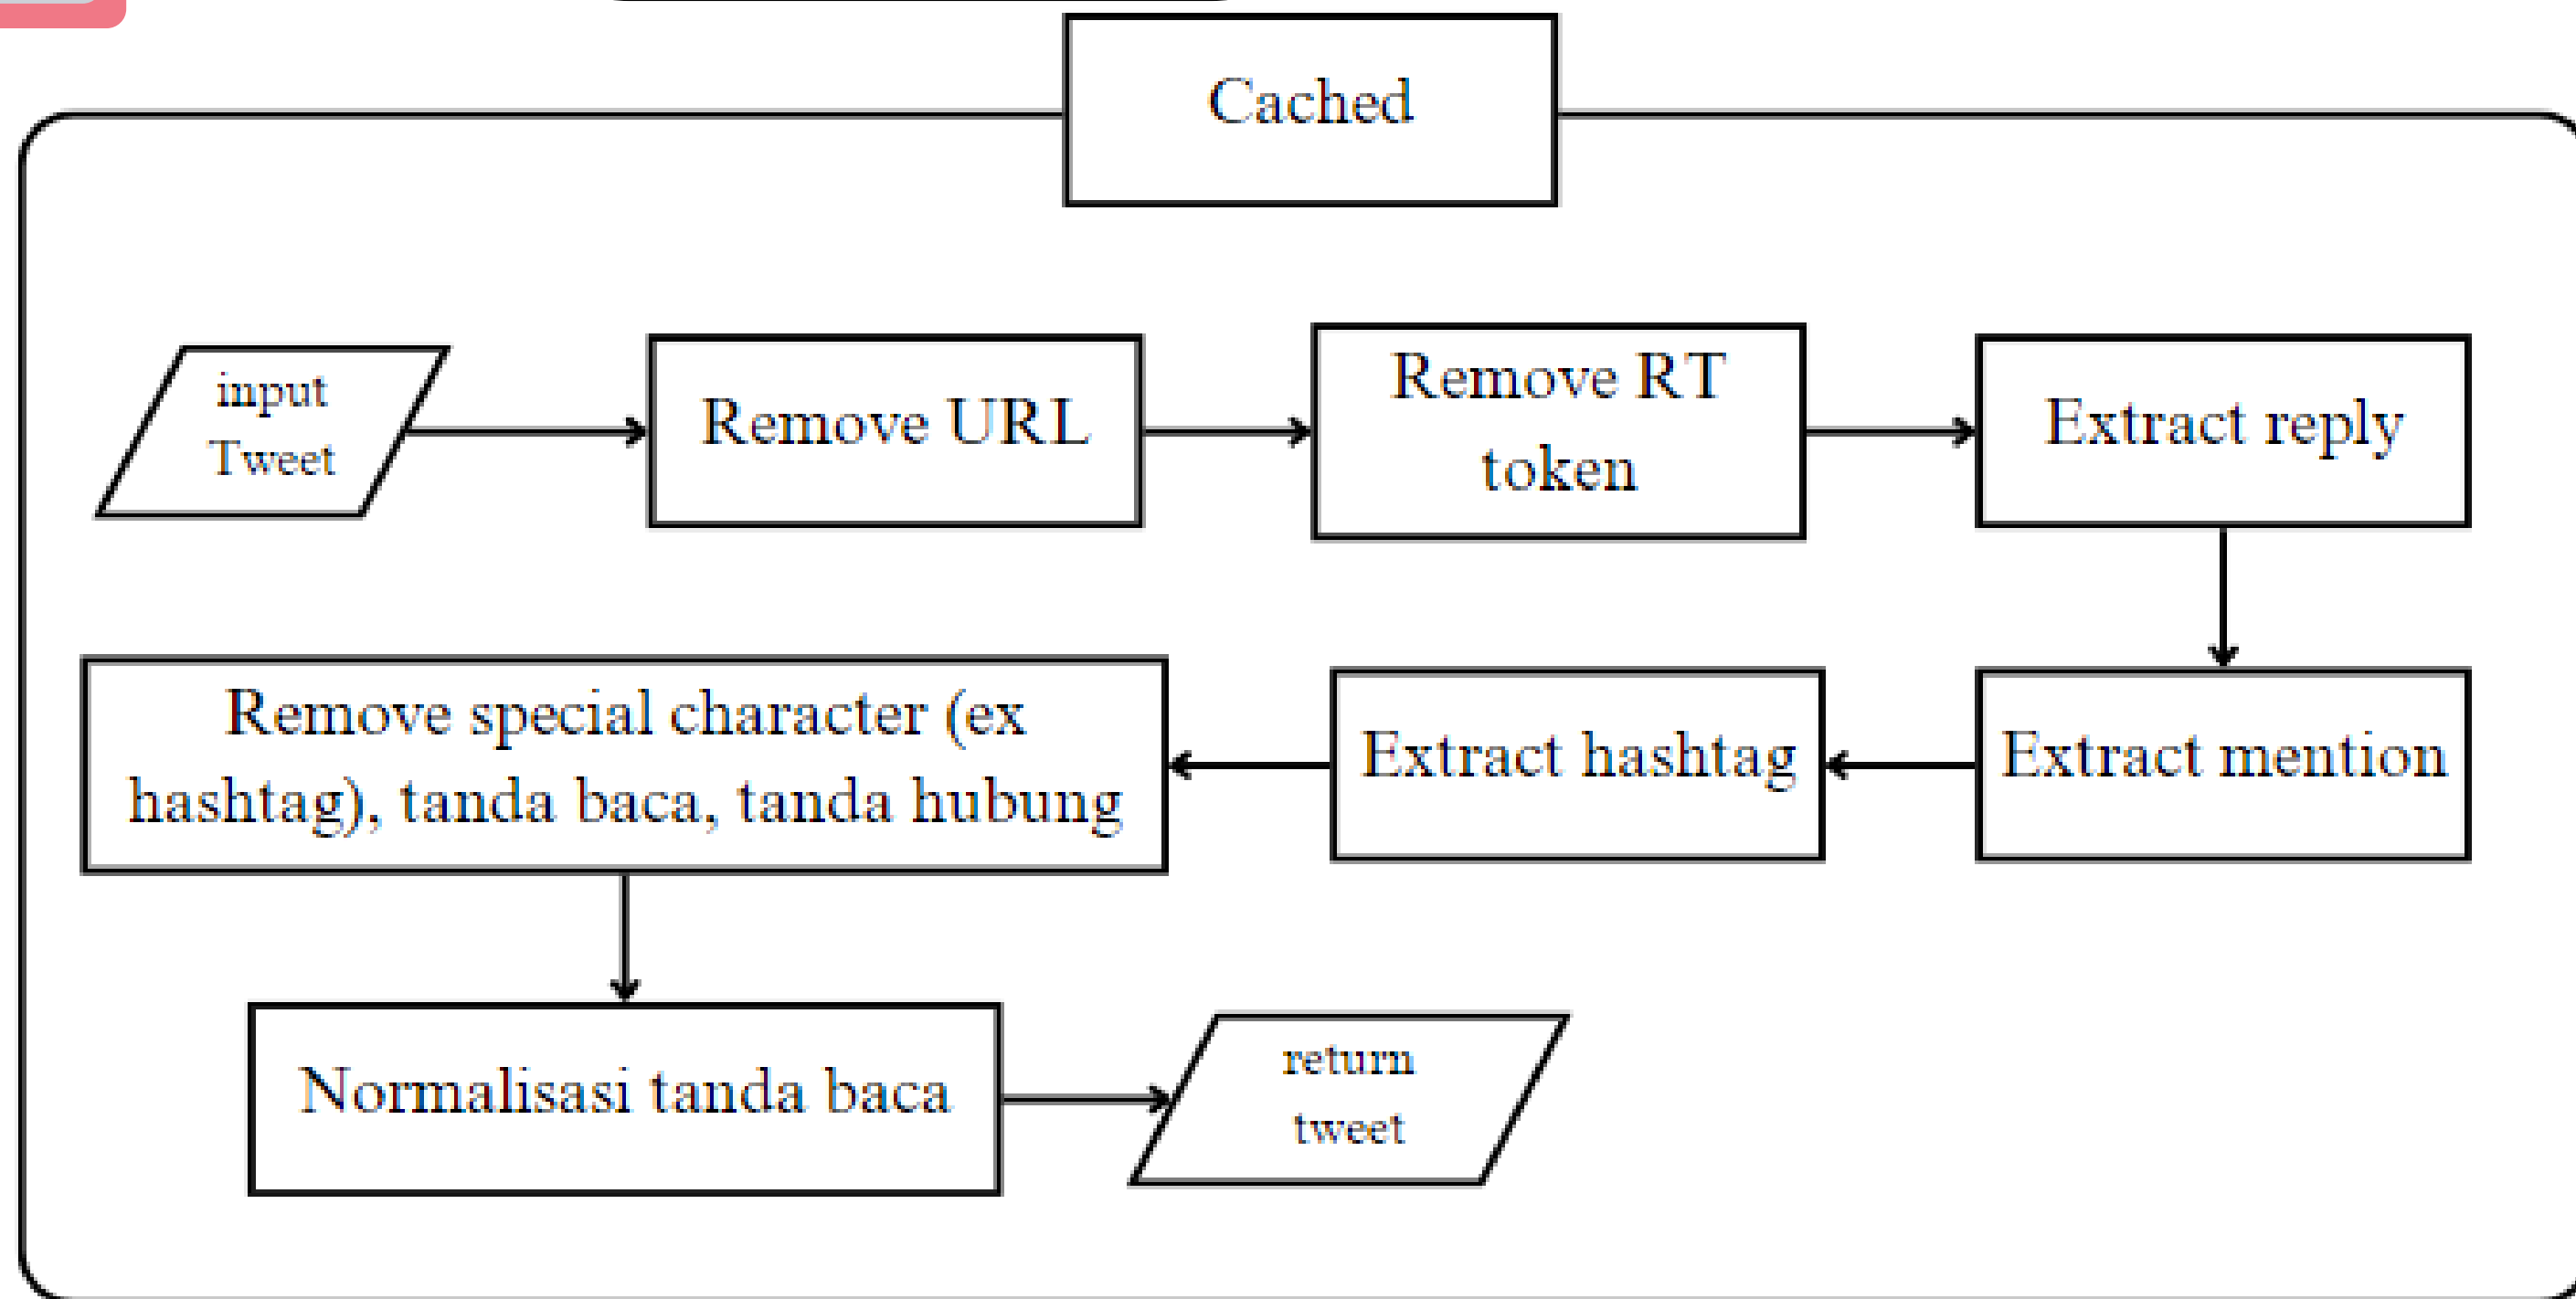 Cached
input
Tweet
Remove URL
Remove RT
token
Extract reply
Extract mention
Extract hashtag
Remove special character (ex
hashtag), tanda baca, tanda hubung
Normalisasi tanda baca
return
tweet